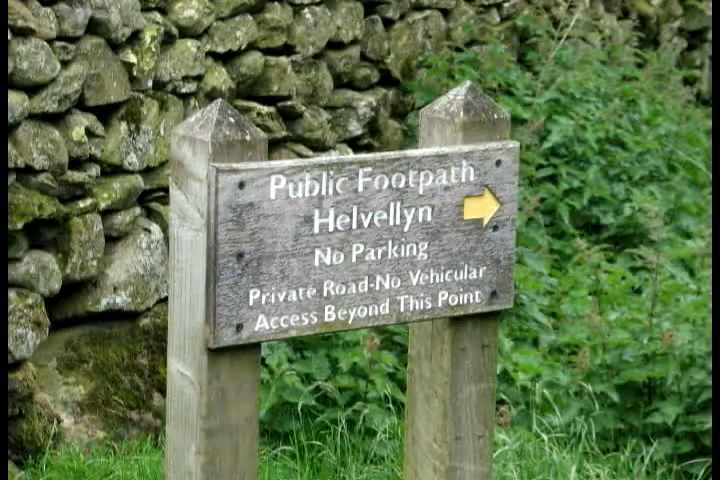 Public Footpath
Helvellyn
No Parking
Private Road-No Vehicular
Access Beyond This Point